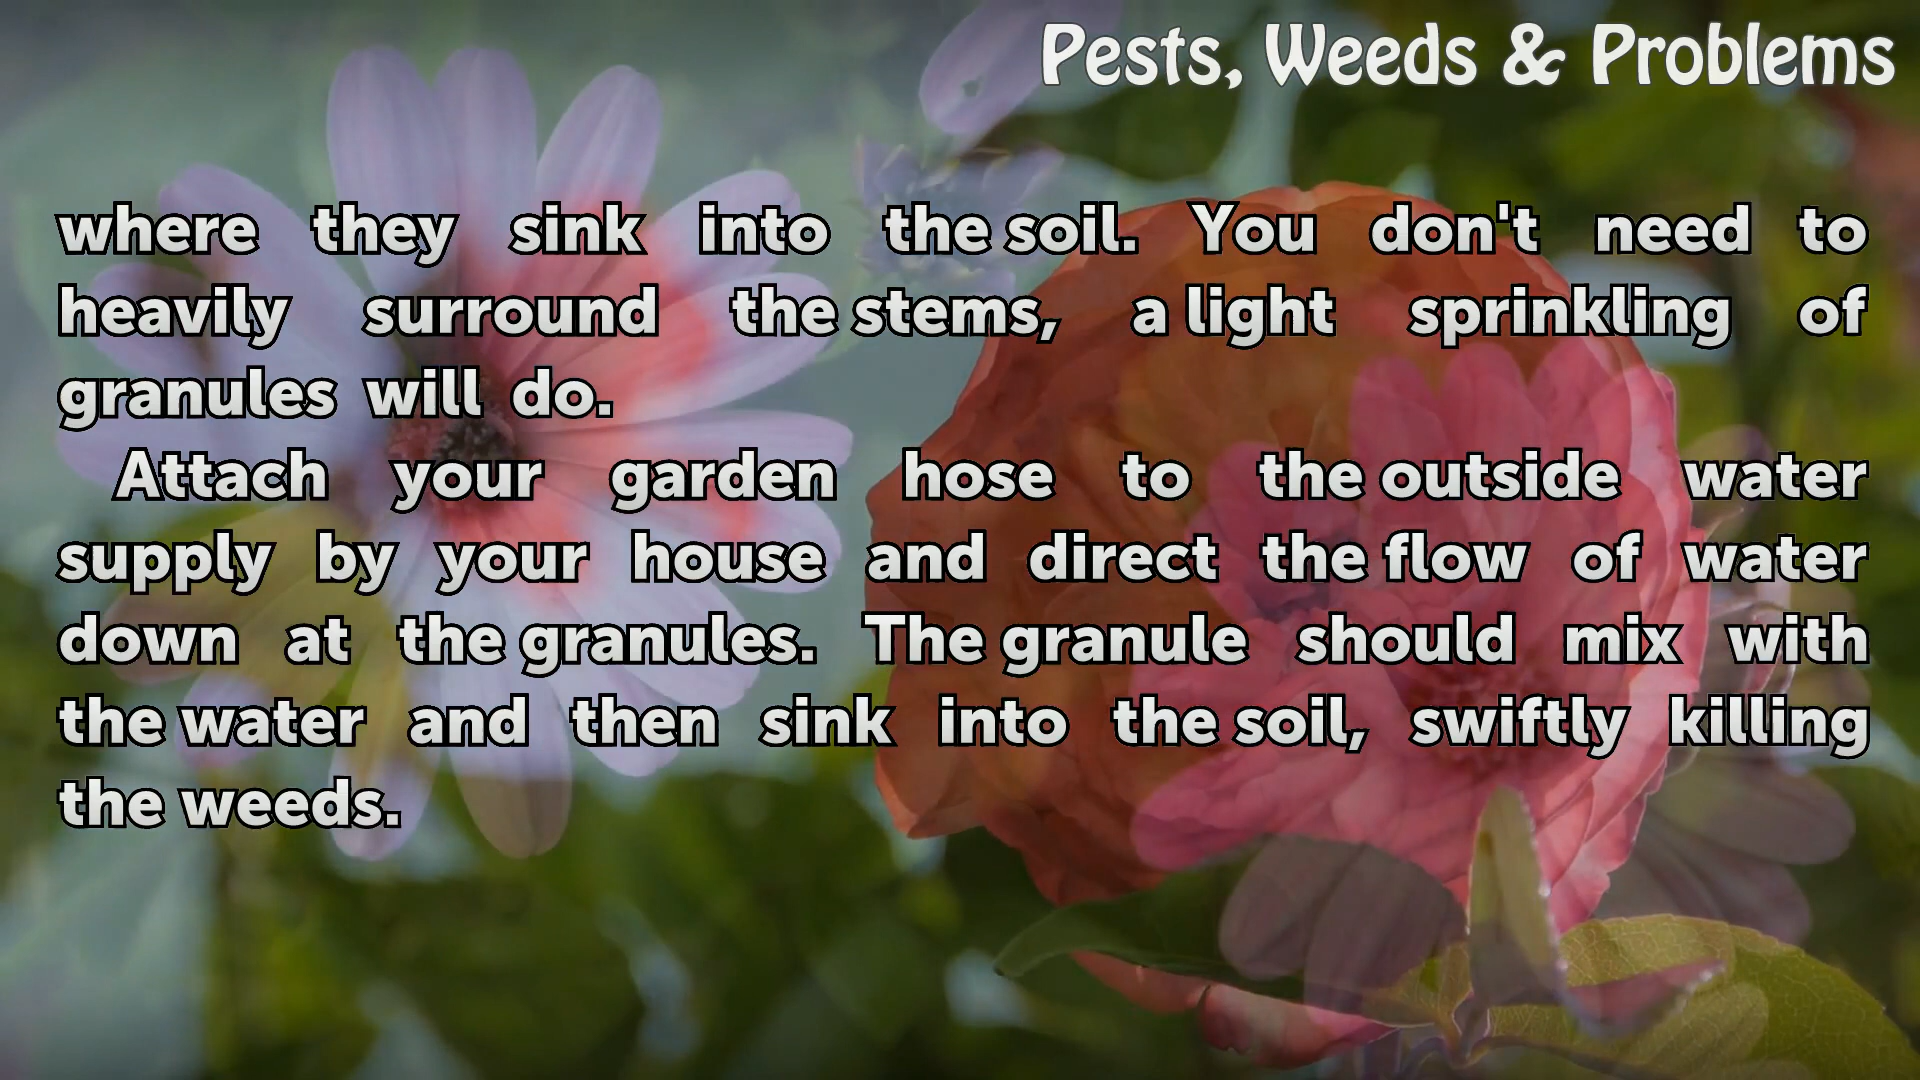 Pests, Weeds & Problems
where they sink into the soil. You don't need to
heavily surround the stems, a light sprinkling of
granules will do.
Attach your garden hose to the outside water
supply by your house and direct the flow of water
down at the granules. The granule should mix with
the water and then sink into the soil, swiftly killing
the weeds.